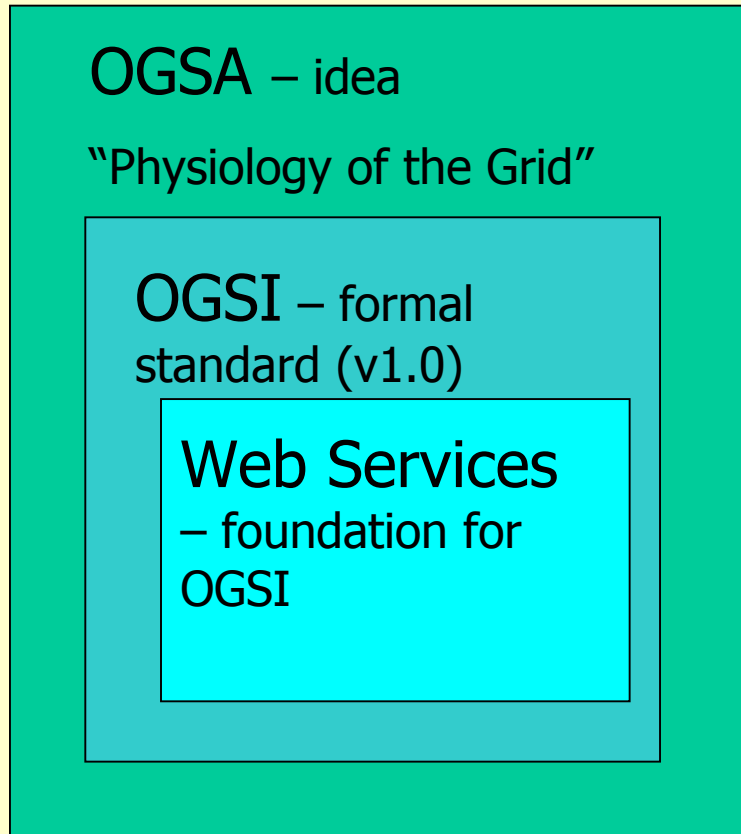 OGSA – idea
“Physiology of the Grid”
OGSI – formal
standard (v1.0)
Web Services
– foundation for
OGSI